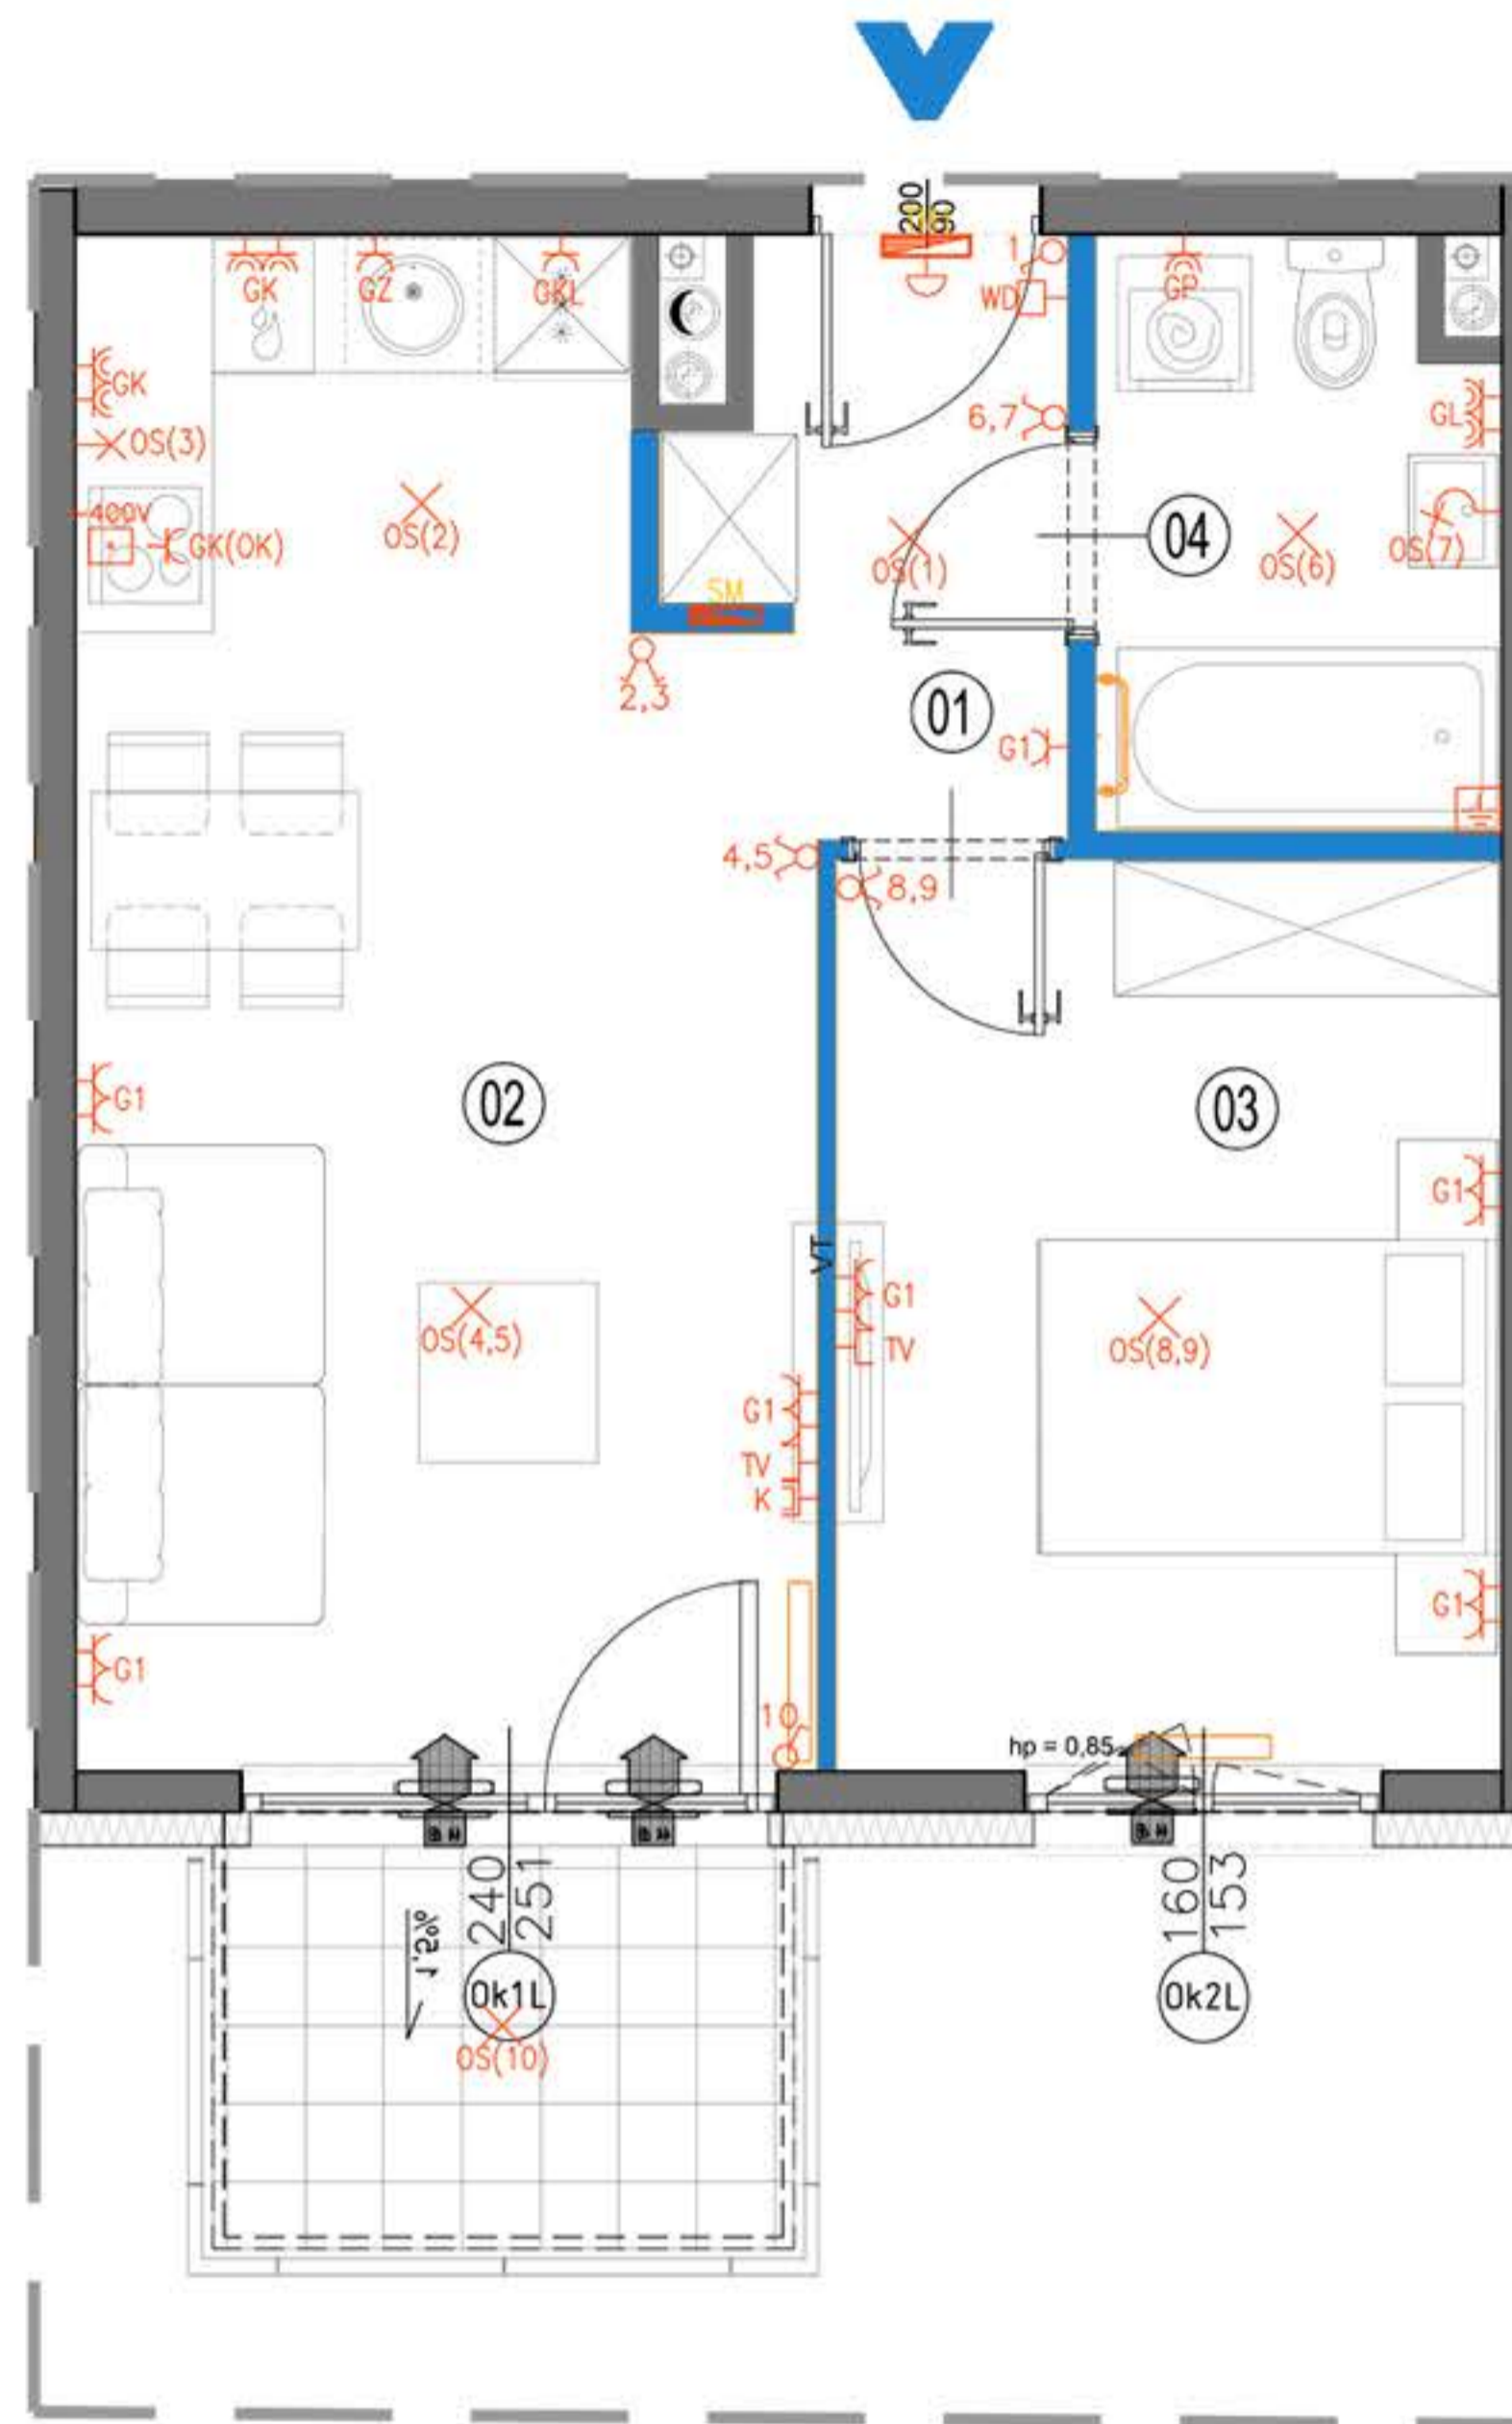 200
90
1
WD
GK
GZ
GKL
GP
GK
OS(3)
6,7
GL
400V
GK(OK)
OS(2)
OS(1)
04
OS(6)
OS(7)
SM
2,3
01
G1
4,5
8,9
G1
02
03
G1
VT
G1
TV
OS(4,5)
OS(8,9)
G1
TV
K
G1
G1
10
hp = 0,85
240
251
160
153
1,5%
Ok1L
Ok2L
OS(10)